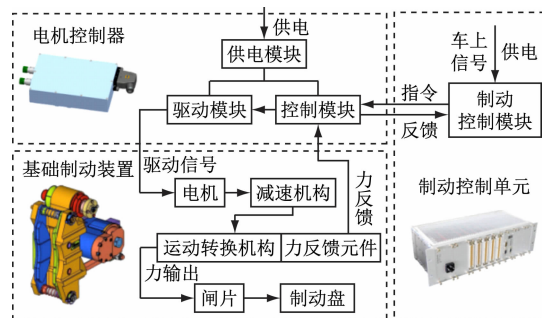 电机控制器
供电
供电模块
驱动模块
控制模块
指令
反馈
车上
信号
供电
制动
控制模块
基础制动装置
驱动信号
电机
减速机构
力反馈
运动转换机构
力反馈元件
力输出
闸片
制动盘
制动控制单元